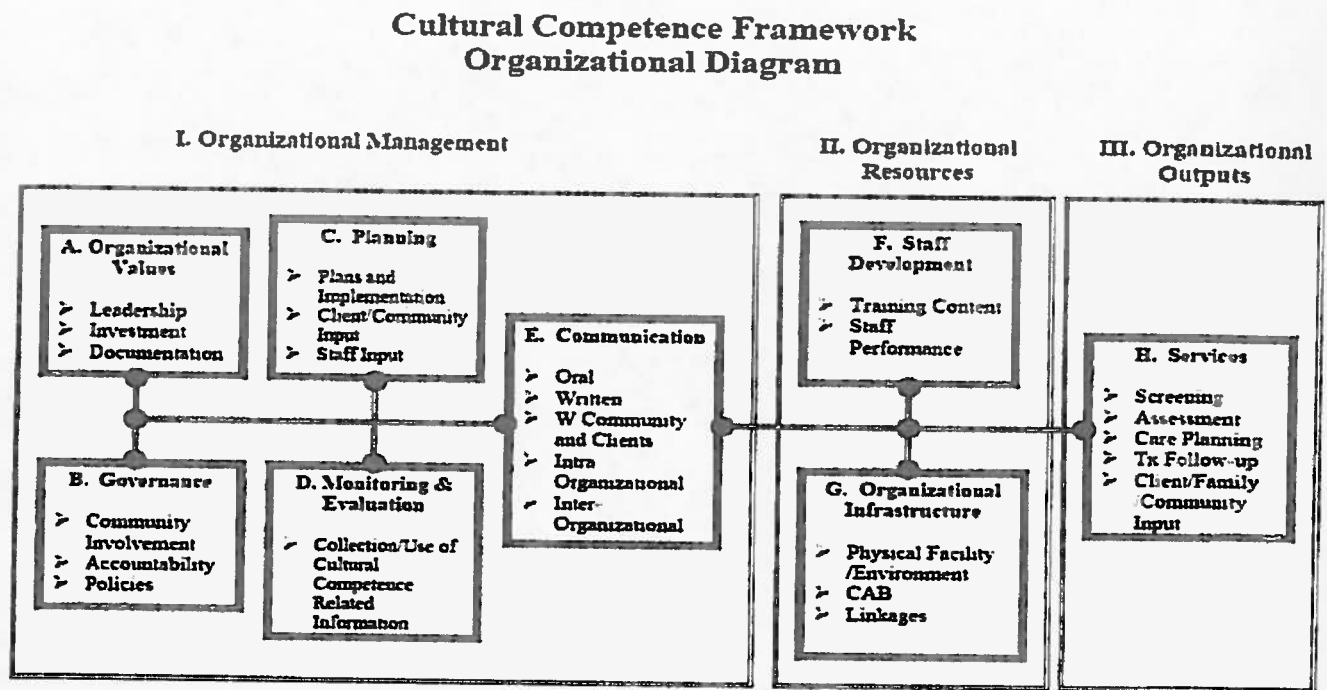 Cultural Competence Framework
Organizational Diagram
I. Organizational Management
II. Organizational
Resources
III. Organizational
Outputs
A. Organizational
Values
➢ Leadership
➢ Investment
➢ Documentation
B. Governance
➢ Community
Involvement
➢ Accountability
➢ Policies
C. Planning
➢ Plans and
Implementation
➢ Client/Community
Input
➢ Staff Input
D. Monitoring &
Evaluation
➢ Collection/Use of
Cultural
Competence
Related
Information
E. Communication
➢ Oral
➢ Written
➢ W Community
and Clients
➢ Intra
Organizational
➢ Inter-
Organizational
F. Staff
Development
➢ Training Content
➢ Staff
Performance
G. Organizational
Infrastructure
➢ Physical Facility
/Environment
➢ CAB
➢ Linkages
H. Services
➢ Screening
➢ Assessment
➢ Care Planning
➢ Tx Follow-up
➢ Client/Family
/Community
Input